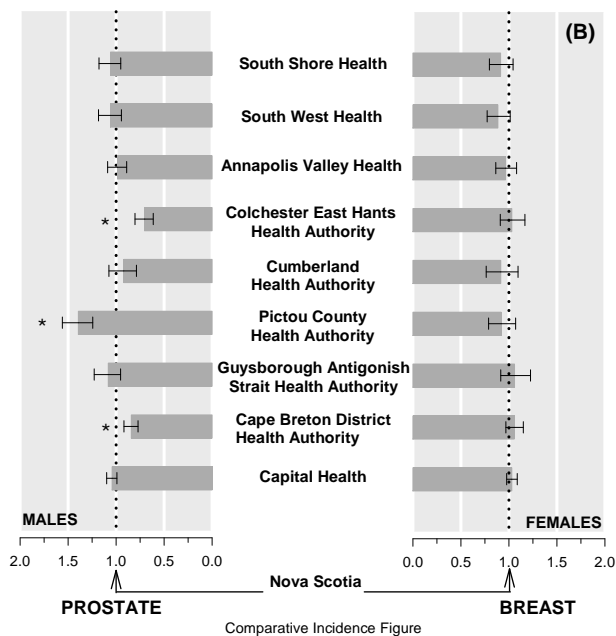 (B)
South Shore Health
South West Health
Annapolis Valley Health
*
Colchester East Hants
Health Authority
Cumberland
Health Authority
*
Pictou County
Health Authority
Guysborough Antigonish
Strait Health Authority
*
Cape Breton District
Health Authority
Capital Health
MALES
FEMALES
2.0 1.5 1.0 0.5 0.0
0.0 0.5 1.0 1.5 2.0
Nova Scotia
PROSTATE
BREAST
Comparative Incidence Figure